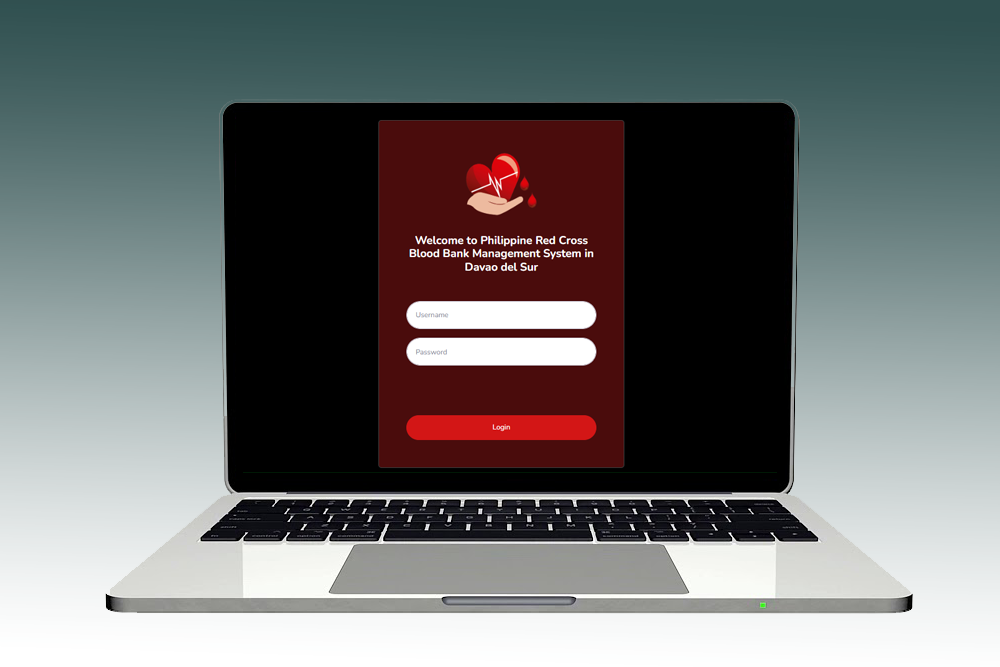 Welcome to Philippine Red Cross
Blood Bank Management System in
Davao del Sur
Username
Password
Login